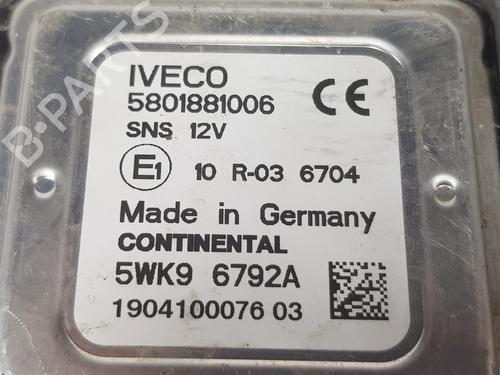 B-PARTS
IVECO
5801881006
CE
SNS 12V
E1 10 R-03 6704
Made in Germany
CONTINENTAL
5WK9 6792A
1904100076 03